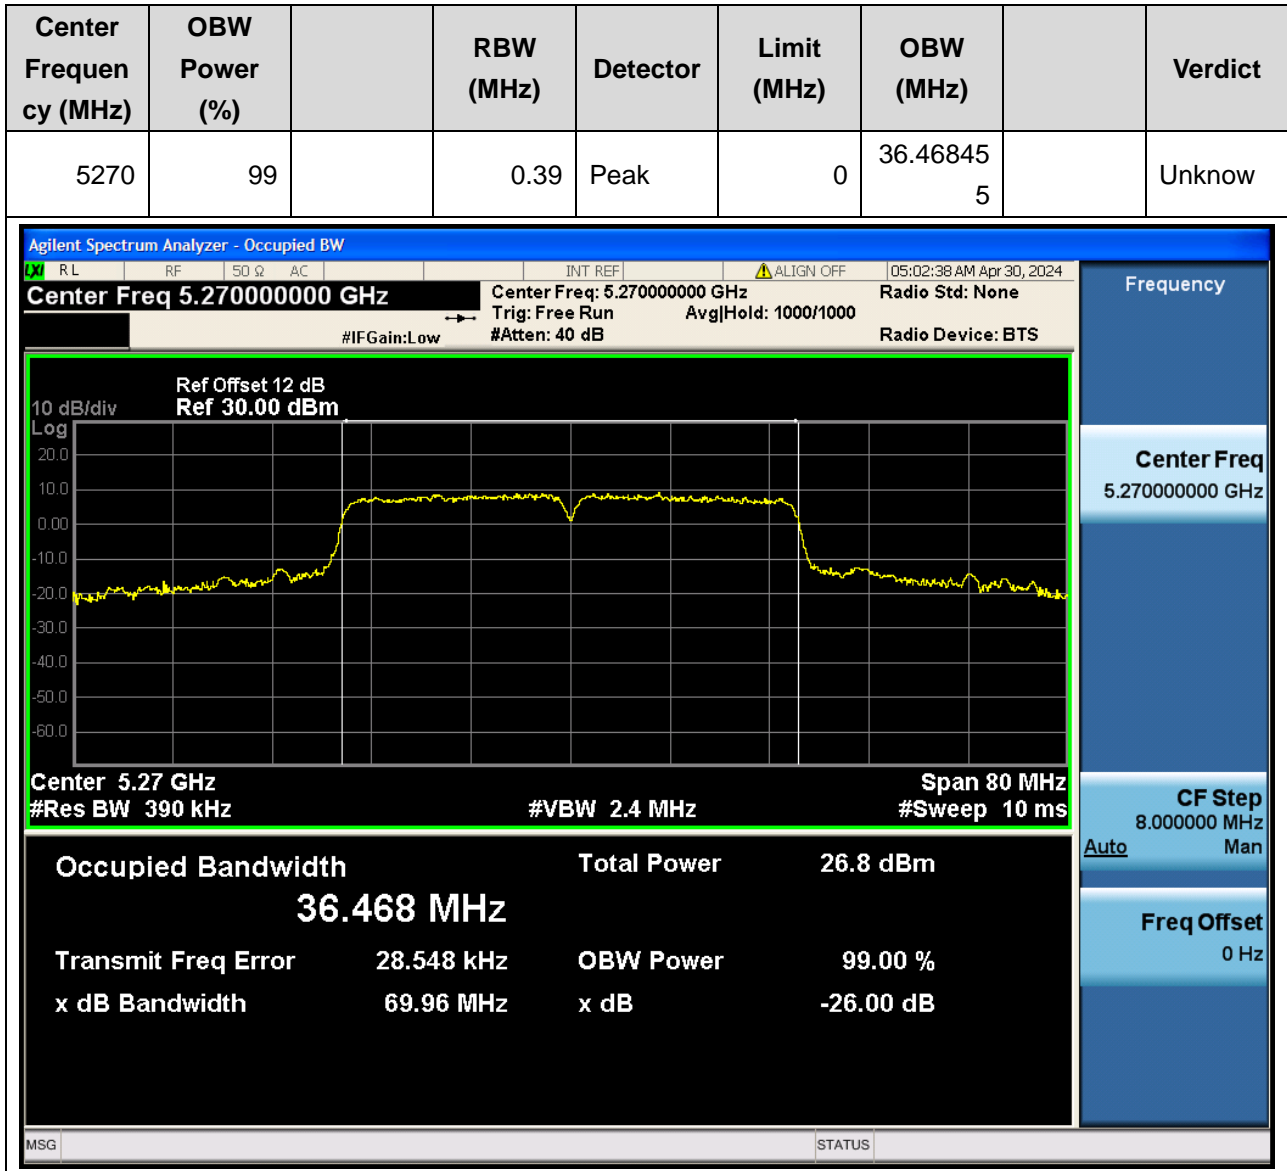 Center Frequen cy (MHz)
OBW Power (%)
RBW (MHz)
Detector
Limit (MHz)
OBW (MHz)
Verdict
5270
99
0.39
Peak
0
36.46845 5
Unknow
Agilent Spectrum Analyzer - Occupied BW
LXI RL RF 50 Ω AC INT REF ALIGN OFF 05:02:38 AM Apr 30, 2024
Center Freq 5.270000000 GHz
Center Freq: 5.270000000 GHz
Radio Std: None
Trig: Free Run Avg|Hold: 1000/1000
#IFGain:Low #Atten: 40 dB Radio Device: BTS
Ref Offset 12 dB
10 dB/div Ref 30.00 dBm
Log
20.0
10.0
0.00
-10.0
-20.0
-30.0
-40.0
-50.0
-60.0
Center 5.27 GHz Span 80 MHz
#Res BW 390 kHz #VBW 2.4 MHz #Sweep 10 ms
Occupied Bandwidth Total Power 26.8 dBm
36.468 MHz
Transmit Freq Error 28.548 kHz OBW Power 99.00 %
x dB Bandwidth 69.96 MHz x dB -26.00 dB
MSG STATUS
Frequency
Center Freq
5.270000000 GHz
CF Step
8.000000 MHz
Auto Man
Freq Offset
0 Hz